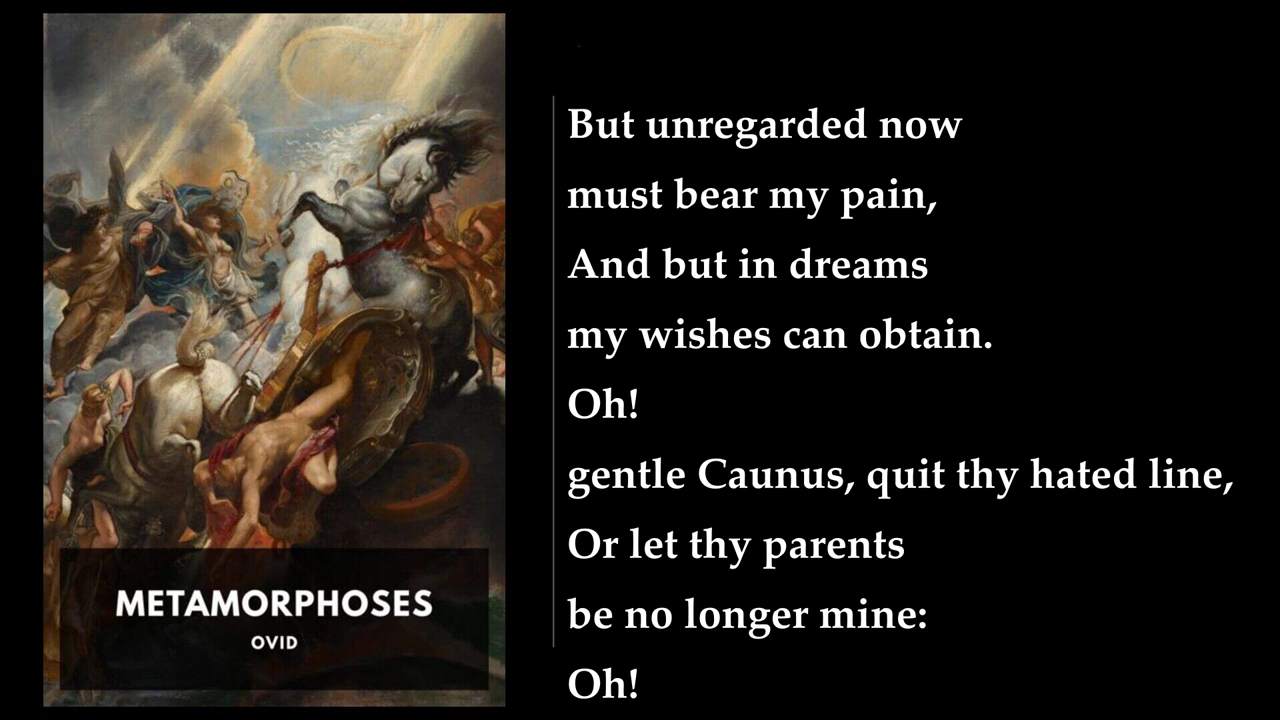 METAMORPHOSES
OVID
But unregarded now
must bear my pain,
And but in dreams
my wishes can obtain.
Oh!
gentle Caunus, quit thy hated line,
Or let thy parents
be no longer mine:
Oh!